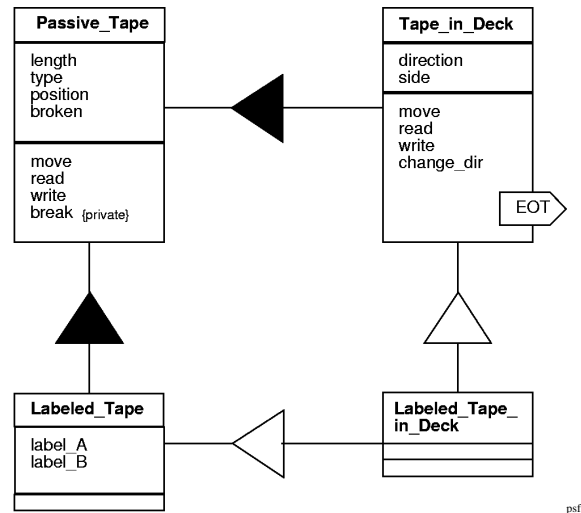 Passive_Tape
length
type
position
broken
move
read
write
break {private}
Tape_in_Deck
direction
side
move
read
write
change_dir
EOT
Labeled_Tape
label_A
label_B
Labeled_Tape_
in_Deck
psf